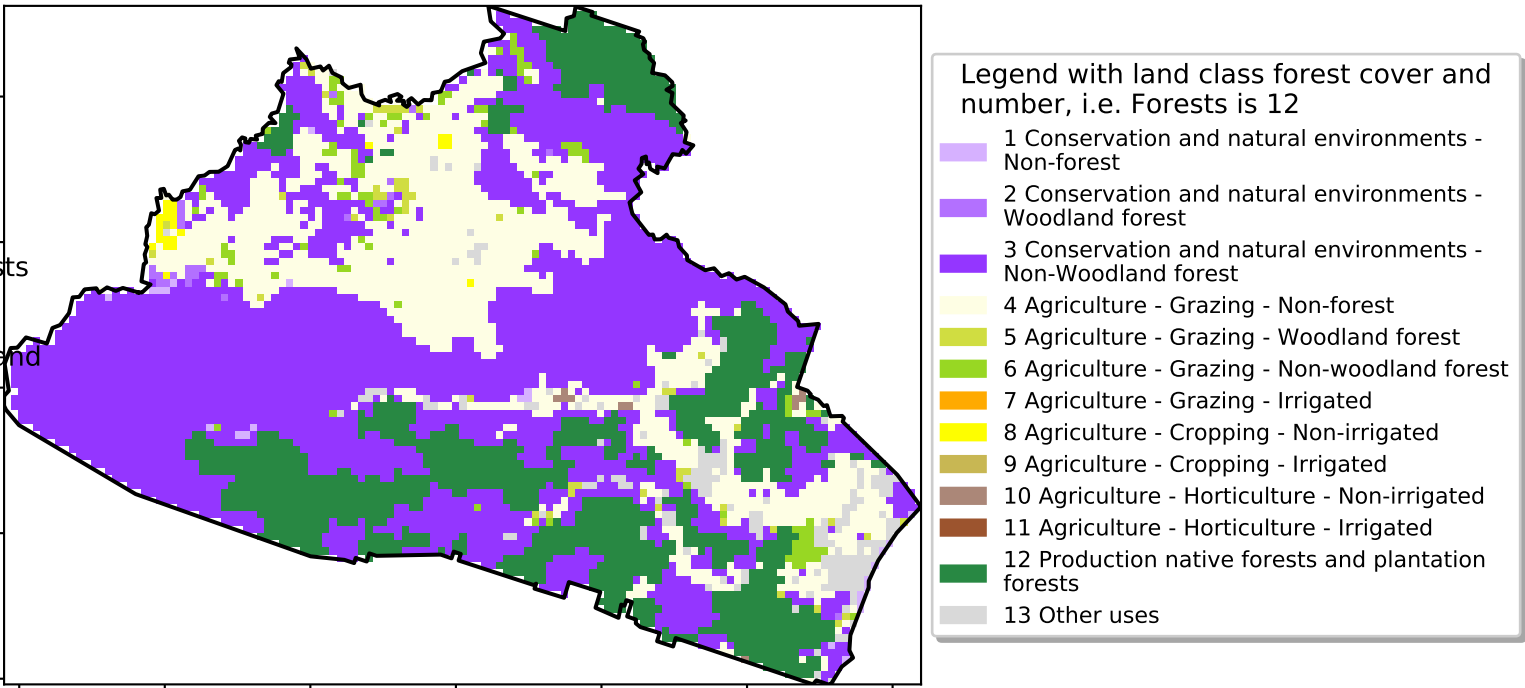 sts
and
Legend with land class forest cover and
number, i.e. Forests is 12
1 Conservation and natural environments -
Non-forest
2 Conservation and natural environments -
Woodland forest
3 Conservation and natural environments -
Non-Woodland forest
4 Agriculture - Grazing - Non-forest
5 Agriculture - Grazing - Woodland forest
6 Agriculture - Grazing - Non-woodland forest
7 Agriculture - Grazing - Irrigated
8 Agriculture - Cropping - Non-irrigated
9 Agriculture - Cropping - Irrigated
10 Agriculture - Horticulture - Non-irrigated
11 Agriculture - Horticulture - Irrigated
12 Production native forests and plantation
forests
13 Other uses